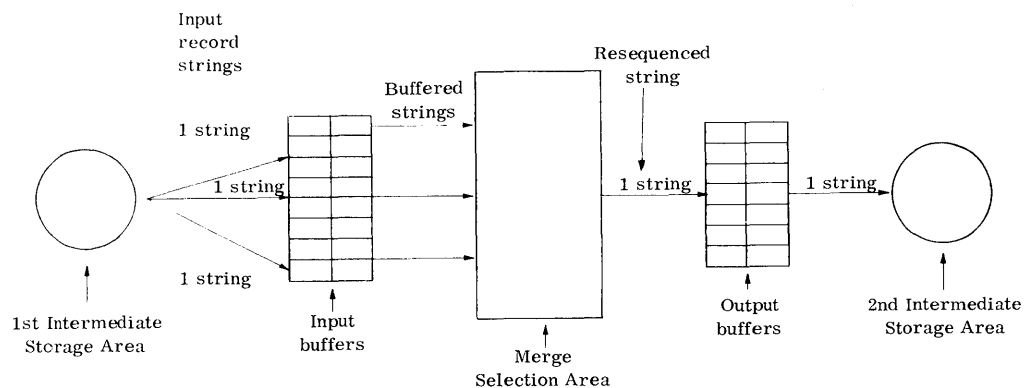 Input
record
strings
Resequenced
string
Buffered
strings
1 string
1 string
1 string
1 string
1 string
1st Intermediate
Storage Area
Input
buffers
Merge
Selection Area
Output
buffers
2nd Intermediate
Storage Area